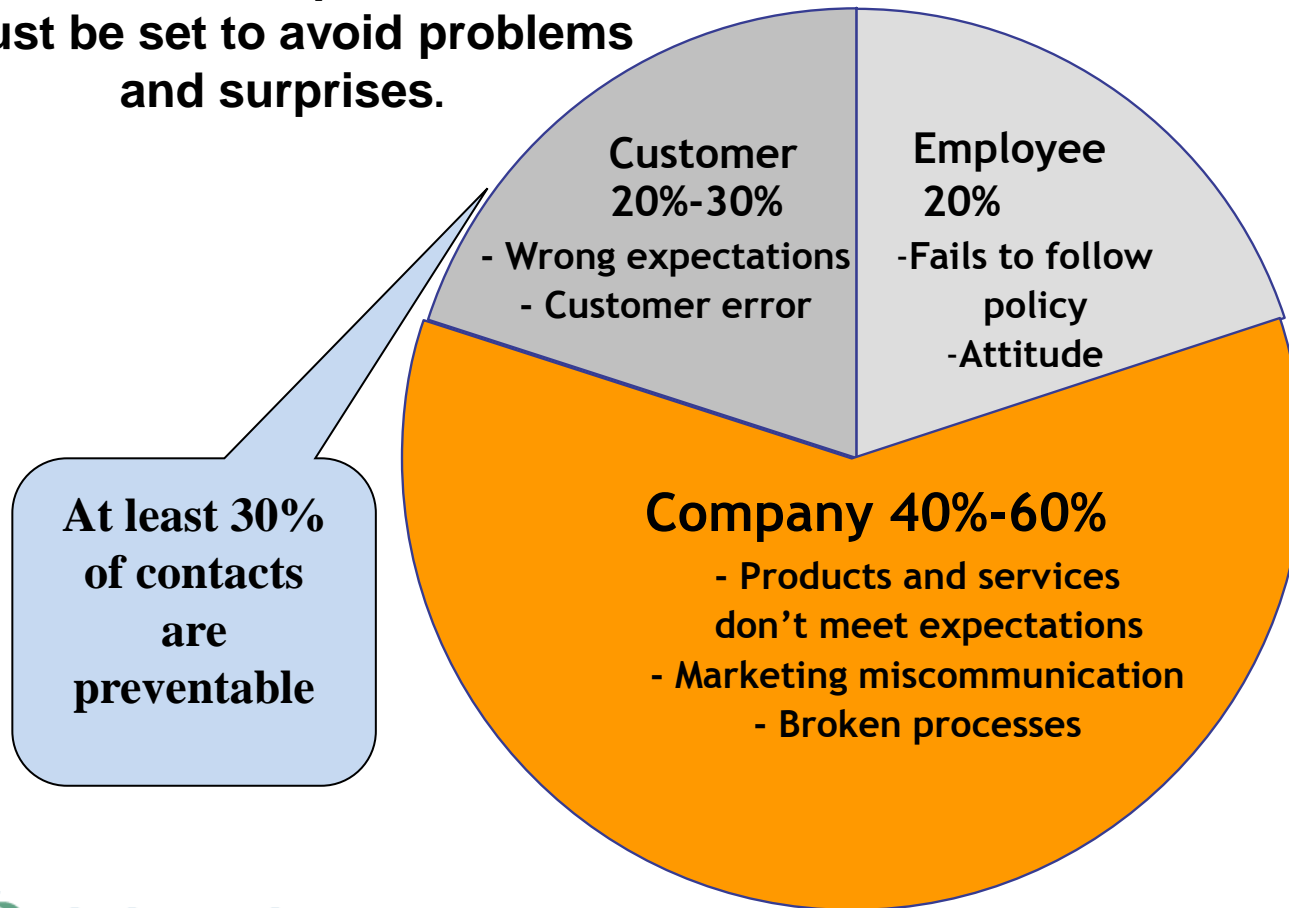 ust be set to avoid problems
and surprises.
Customer
20%-30%
- Wrong expectations
- Customer error
Employee
20%
-Fails to follow
policy
-Attitude
At least 30%
of contacts
are
preventable
Company 40%-60%
- Products and services
don’t meet expectations
- Marketing miscommunication
- Broken processes